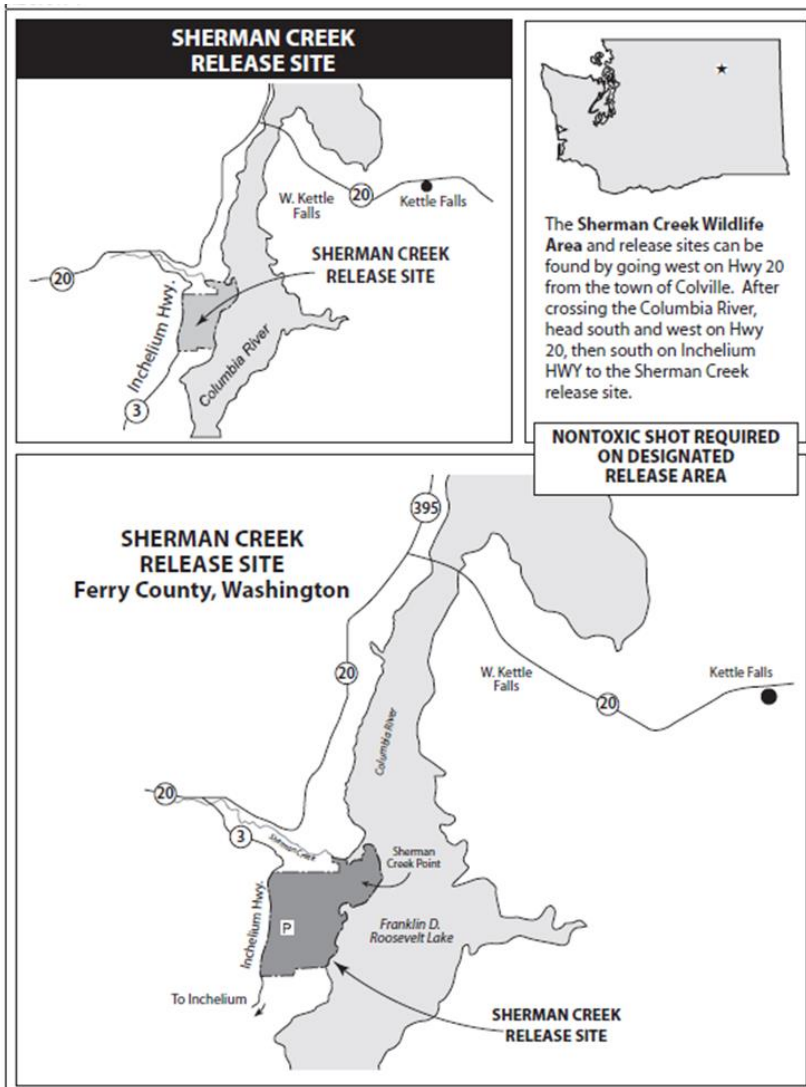 SHERMAN CREEK
RELEASE SITE
20
W. Kettle
Falls
Kettle Falls
SHERMAN CREEK
RELEASE SITE
20
Inchelium Hwy.
Columbia River
3
The Sherman Creek Wildlife
Area and release sites can be
found by going west on Hwy 20
from the town of Colville. After
crossing the Columbia River,
head south and west on Hwy
20, then south on Inchelium
HWY to the Sherman Creek
release site.
NONTOXIC SHOT REQUIRED
ON DESIGNATED
RELEASE AREA
395
SHERMAN CREEK
RELEASE SITE
Ferry County, Washington
20
W. Kettle
Falls
Kettle Falls
20
Columbia River
20
3
Sherman Creek
Sherman
Creek Point
Inchelium Hwy.
P
Franklin D.
Roosevelt Lake
To Inchelium
SHERMAN CREEK
RELEASE SITE